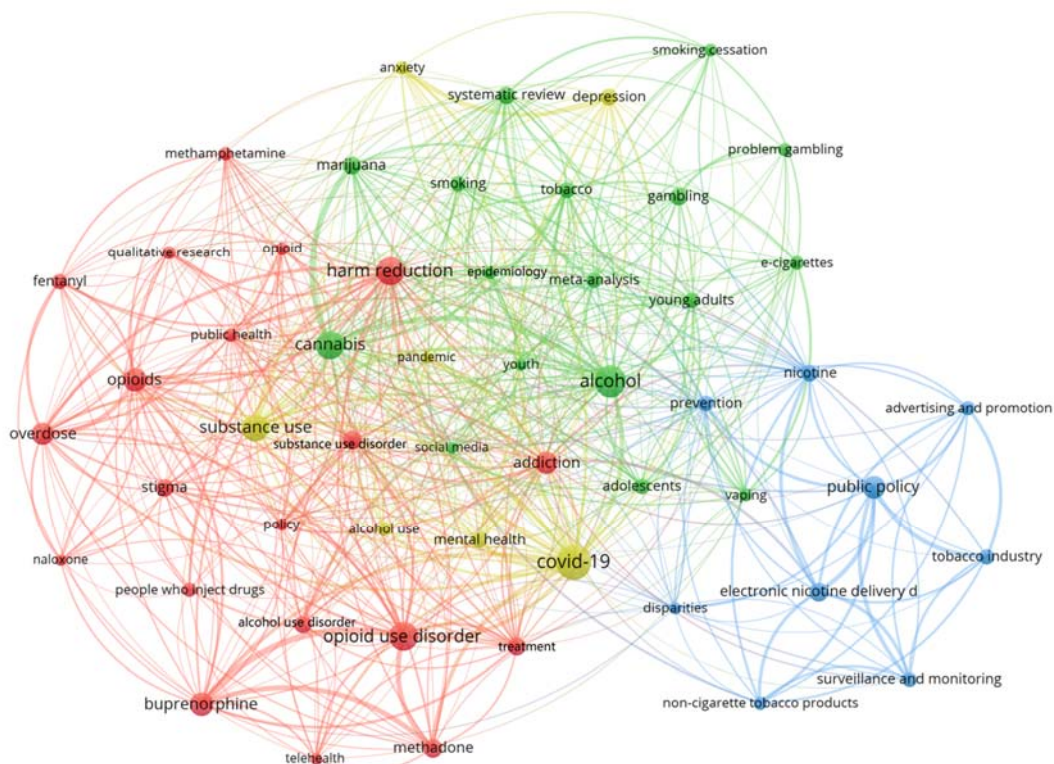 smoking cessation
anxiety
systematic review
depression
methamphetamine
problem gambling
marijuana
smoking
tobacco
gambling
qualitative research
opioid
fentanyl
harm reduction
epidemiology
meta-analysis
e-cigarettes
young adults
public health
cannabis
pandemic
youth
opioids
alcohol
nicotine
prevention
advertising and promotion
overdose
substance use
substance use disorder
social media
addiction
stigma
adolescents
vaping
public policy
policy
alcohol use
mental health
naloxone
covid-19
tobacco industry
people who inject drugs
electronic nicotine delivery d
disparities
alcohol use disorder
opioid use disorder
treatment
surveillance and monitoring
buprenorphine
non-cigarette tobacco products
methadone
telehealth